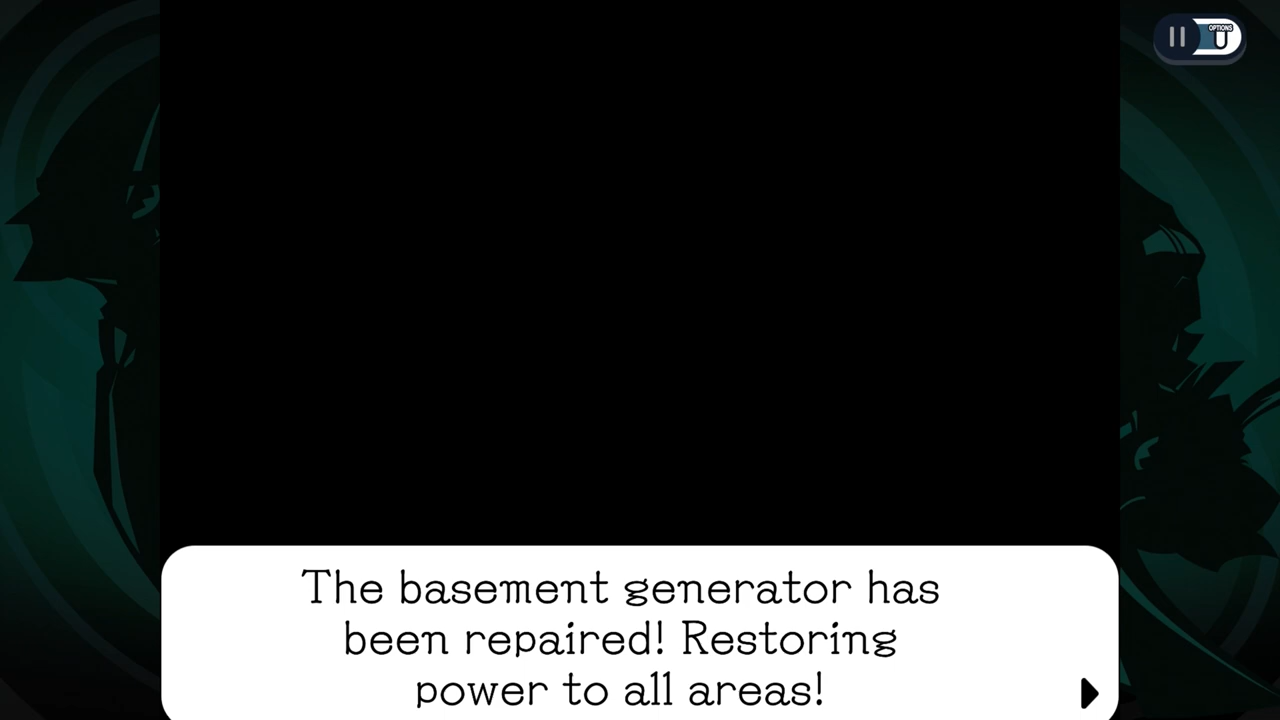 OPTIONS
The basement generator has
been repaired! Restoring
power to all areas!